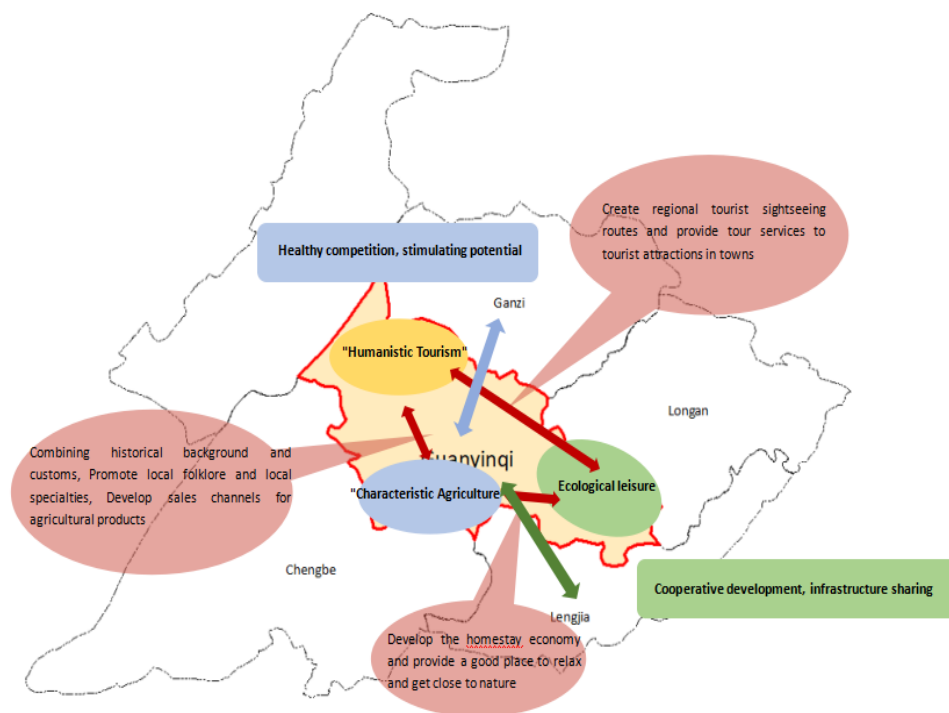 Create regional tourist sightseeing
routes and provide tour services to
tourist attractions in towns
Healthy competition, stimulating potential
Ganzi
"Humanistic Tourism"
Longan
Combining historical background and
customs, Promote local folklore and local
specialties, Develop sales channels for
agricultural products
"Characteristic Agriculture"
Ecological leisure
Chengbe
Cooperative development, infrastructure sharing
Lengjia
Develop the homestay economy
and provide a good place to relax
and get close to nature